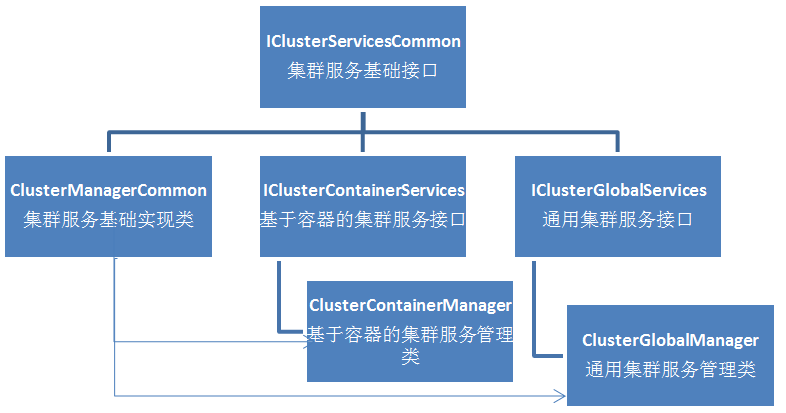 IClusterServicesCommon
集群服务基础接口
ClusterManagerCommon
集群服务基础实现类
IClusterContainerServices
基于容器的集群服务接口
IClusterGlobalServices
通用集群服务接口
ClusterContainerManager
基于容器的集群服务管理
类
ClusterGlobalManager
通用集群服务管理类